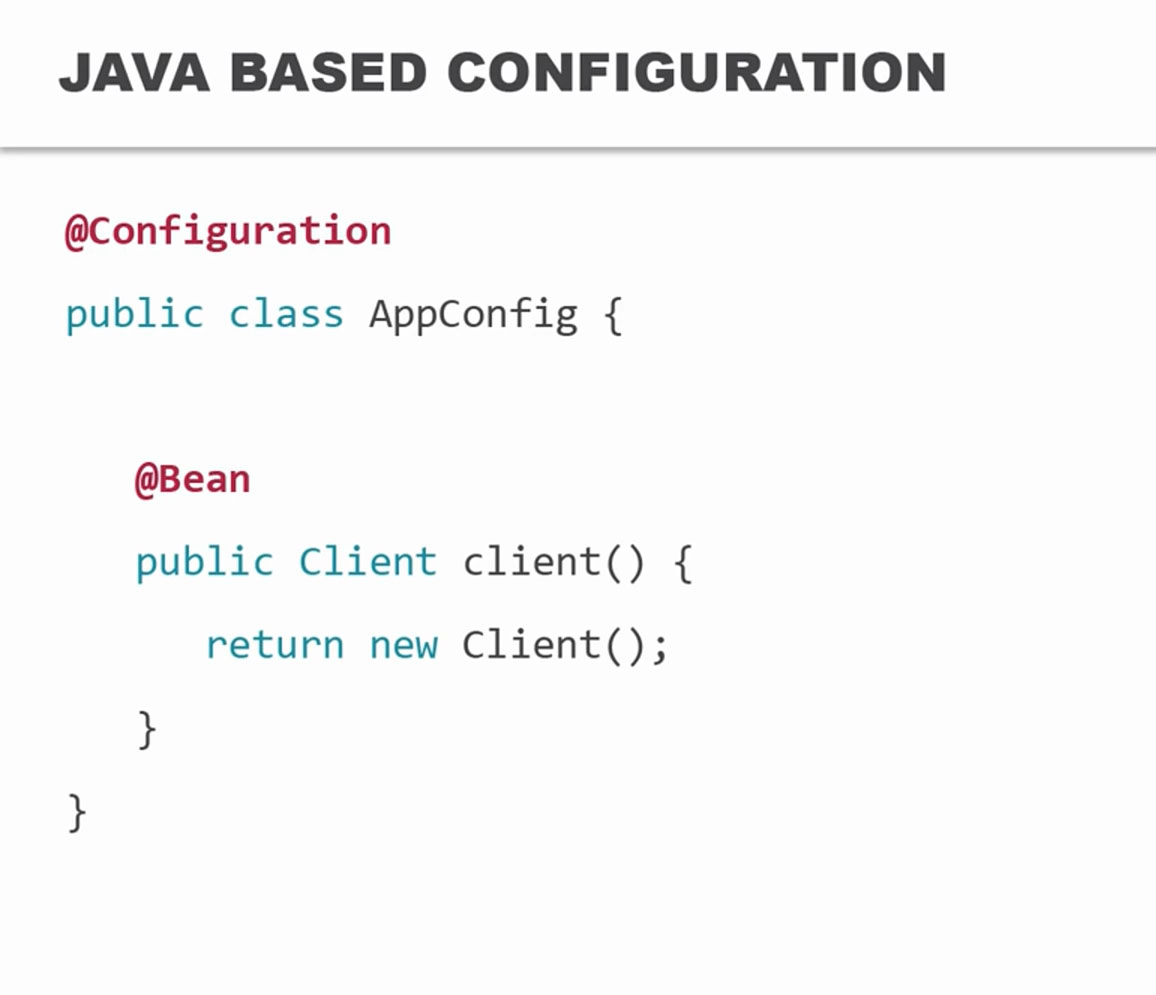 JAVA BASED CONFIGURATION
@Configuration
public class AppConfig {
@Bean
public Client client() {
return new Client();
}
}